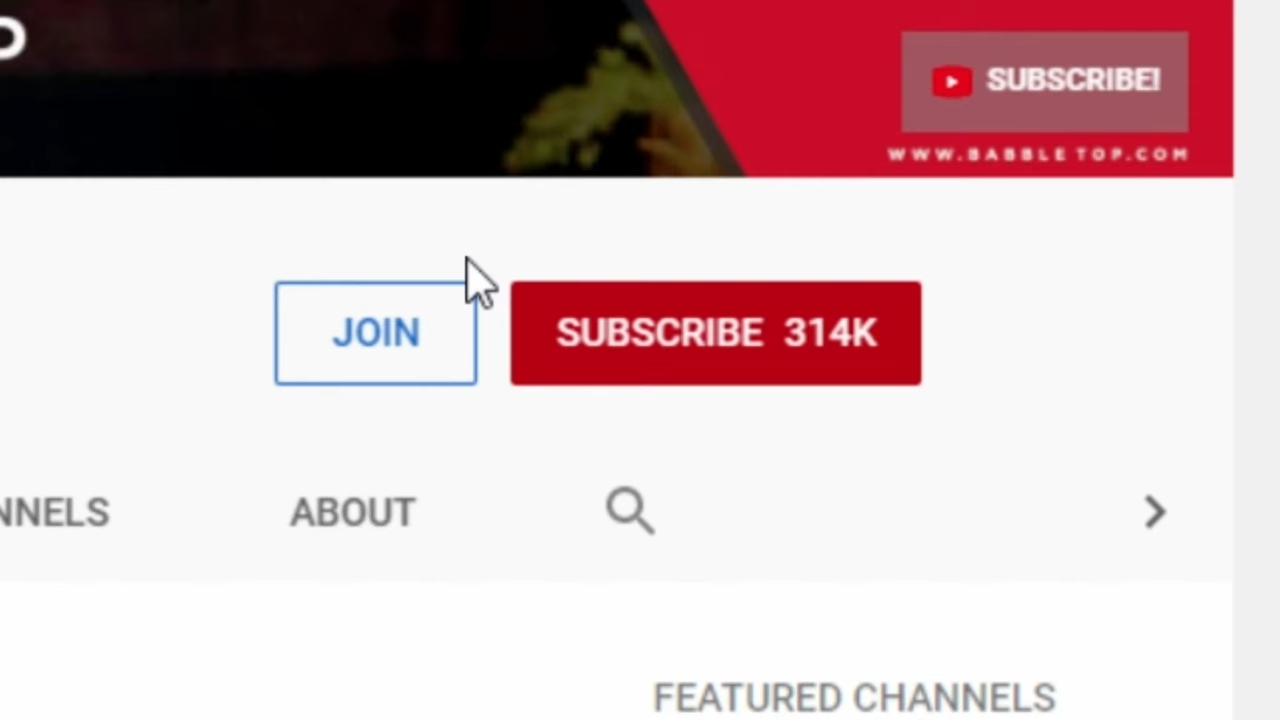 SUBSCRIBE!
WWW.BABBLETOP.COM
JOIN
SUBSCRIBE 314K
NNELS
ABOUT
FEATURED CHANNELS